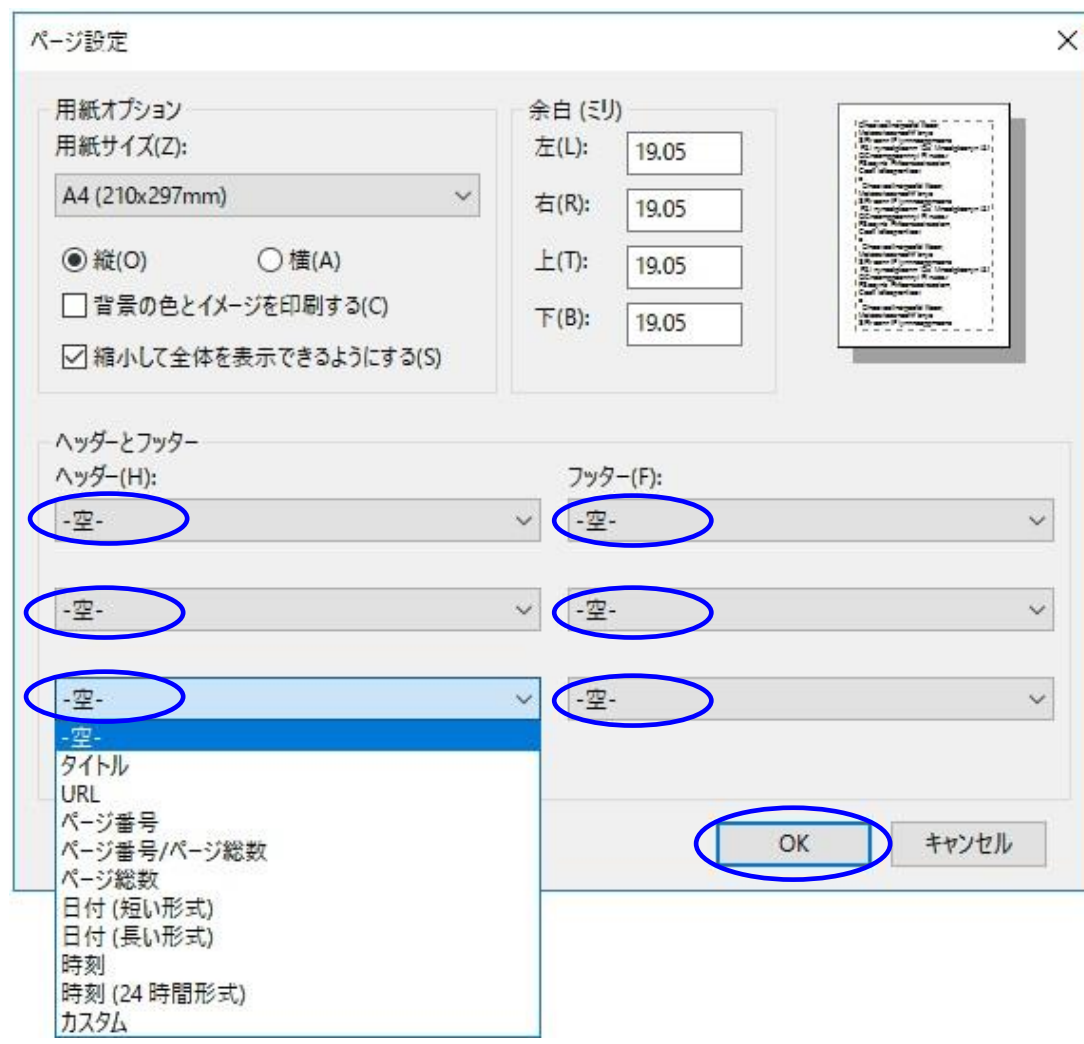 ページ設定
用紙オプション
用紙サイズ(Z):
A4 (210x297mm)
縦(O)
横(A)
背景の色とイメージを印刷する(C)
縮小して全体を表示できるようにする(S)
余白 (ミリ)
左(L): 19.05
右(R): 19.05
上(T): 19.05
下(B): 19.05
ヘッダーとフッター
ヘッダー(H):
フッター(F):
-空-
-空-
-空-
-空-
-空-
-空-
-空-
タイトル
URL
ページ番号
ページ番号/ページ総数
ページ総数
日付 (短い形式)
日付 (長い形式)
時刻
時刻 (24 時間形式)
カスタム
OK
キャンセル